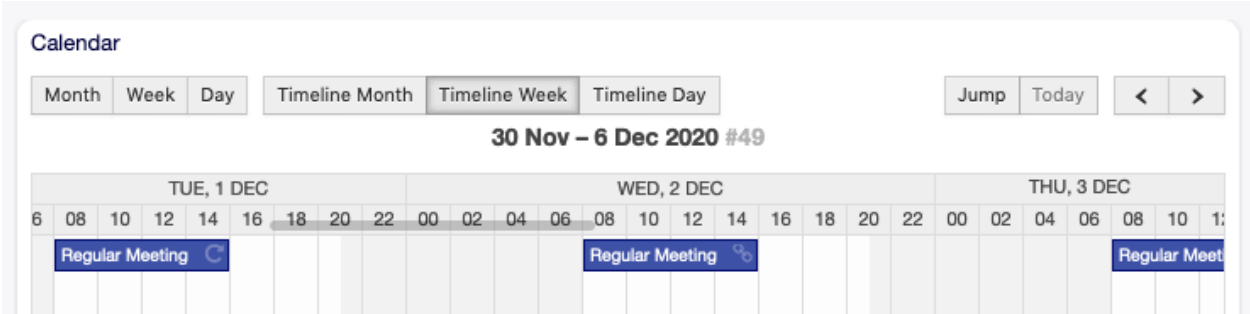 Calendar
Month Week Day Timeline Month Timeline Week Timeline Day Jump Today
30 Nov – 6 Dec 2020 #49
TUE, 1 DEC WED, 2 DEC THU, 3 DEC
6 08 10 12 14 16 18 20 22 00 02 04 06 08 10 12 14 16 18 20 22 00 02 04 06 08 10
Regular Meeting Regular Meeting Regular Meeti